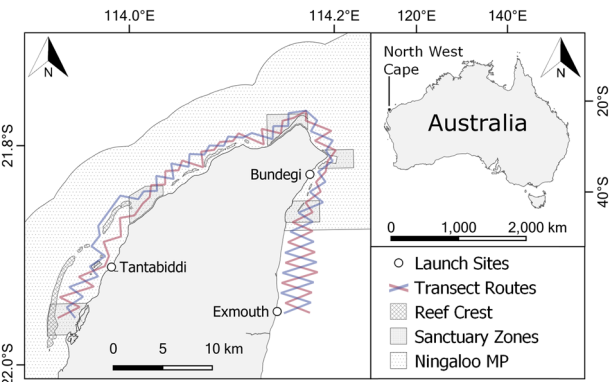 114.0°E
114.2°E
120°E
140°E
N
N
North West
Cape
Australia
20°S
40°S
21.8°S
22.0°S
Bundegi
Tantabiddi
Exmouth
0
5
10 km
0
1,000
2,000 km
Launch Sites
Transect Routes
Reef Crest
Sanctuary Zones
Ningaloo MP